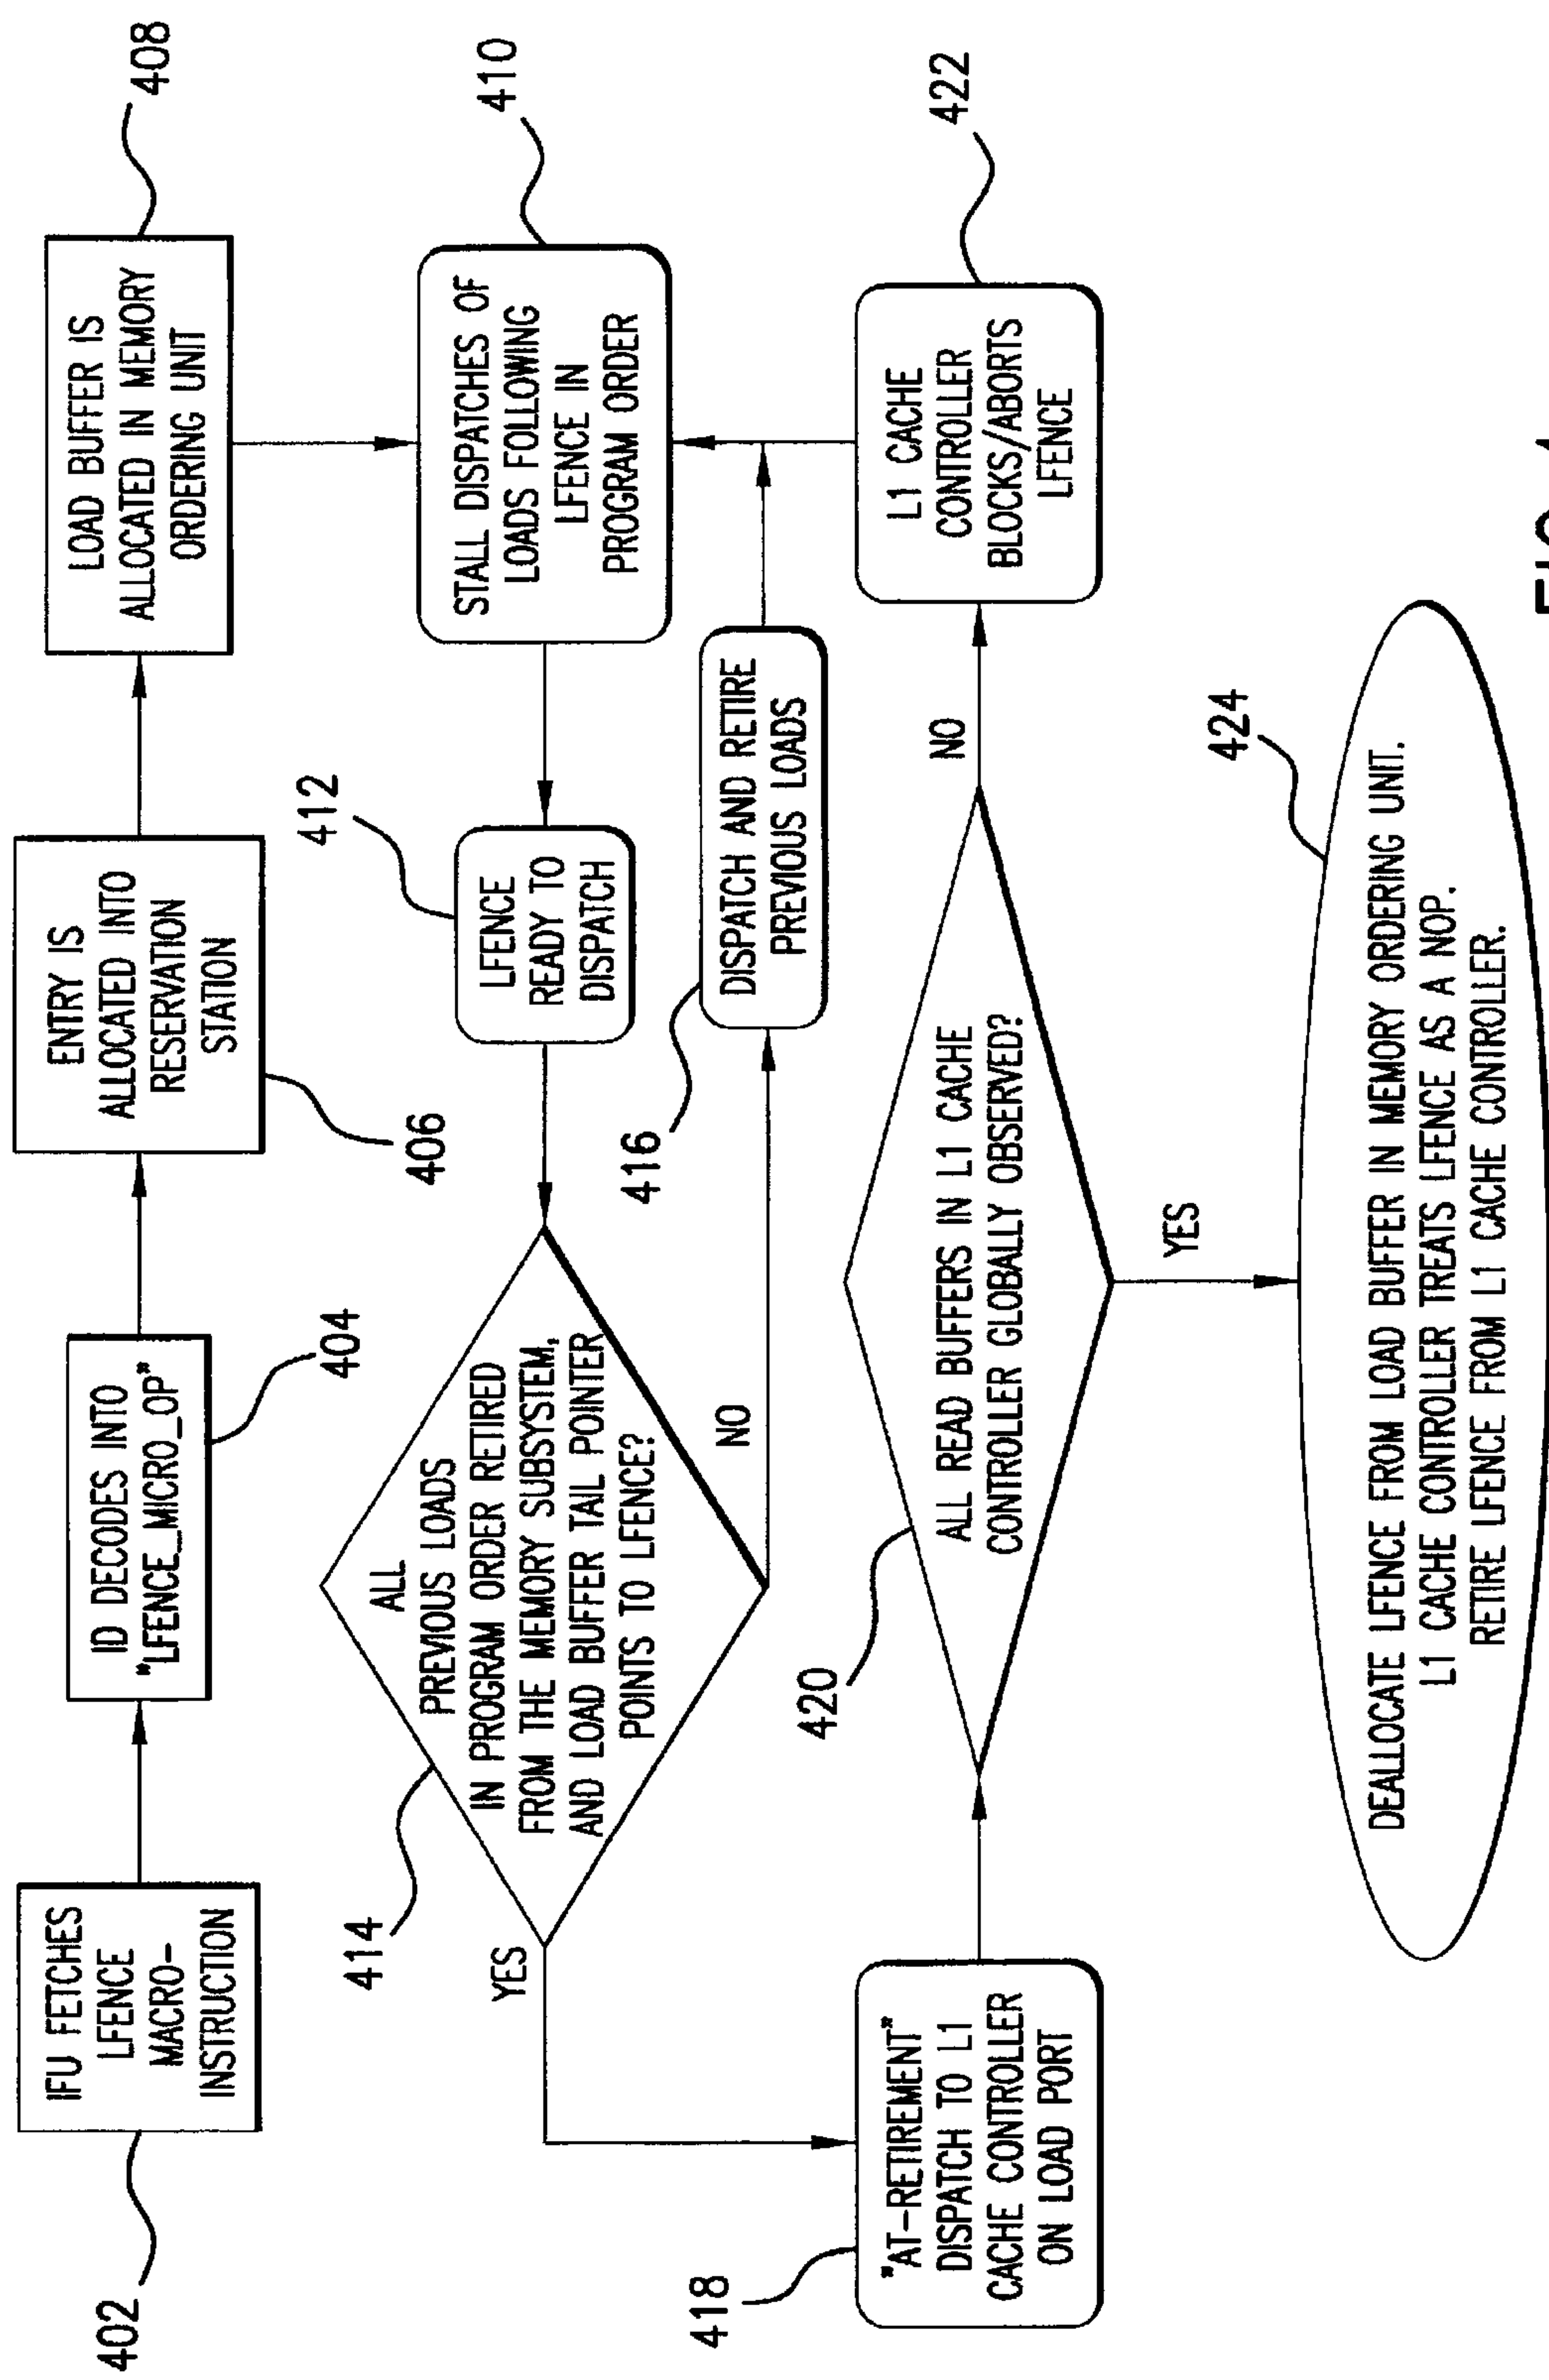 IFU FETCHES
LFENCE
MACRO-
INSTRUCTION
402
ID DECODES INTO
"LFENCE_MICRO_OP"
404
ENTRY IS
ALLOCATED INTO
RESERVATION
STATION
406
LOAD BUFFER IS
ALLOCATED IN MEMORY
ORDERING UNIT
408
STALL DISPATCHES OF
LOADS FOLLOWING
LFENCE IN
PROGRAM ORDER
410
LFENCE
READY TO
DISPATCH
412
ALL
PREVIOUS LOADS
IN PROGRAM ORDER RETIRED
FROM THE MEMORY SUBSYSTEM,
AND LOAD BUFFER TAIL POINTER
POINTS TO LFENCE?
414
YES
NO
DISPATCH AND RETIRE
PREVIOUS LOADS
416
"AT-RETIREMENT"
DISPATCH TO L1
CACHE CONTROLLER
ON LOAD PORT
418
ALL READ BUFFERS IN L1 CACHE
CONTROLLER GLOBALLY OBSERVED?
420
NO
YES
L1 CACHE
CONTROLLER
BLOCKS/ABORTS
LFENCE
422
DEALLOCATE LFENCE FROM LOAD BUFFER IN MEMORY ORDERING UNIT.
L1 CACHE CONTROLLER TREATS LFENCE AS A NOP.
RETIRE LFENCE FROM L1 CACHE CONTROLLER.
424